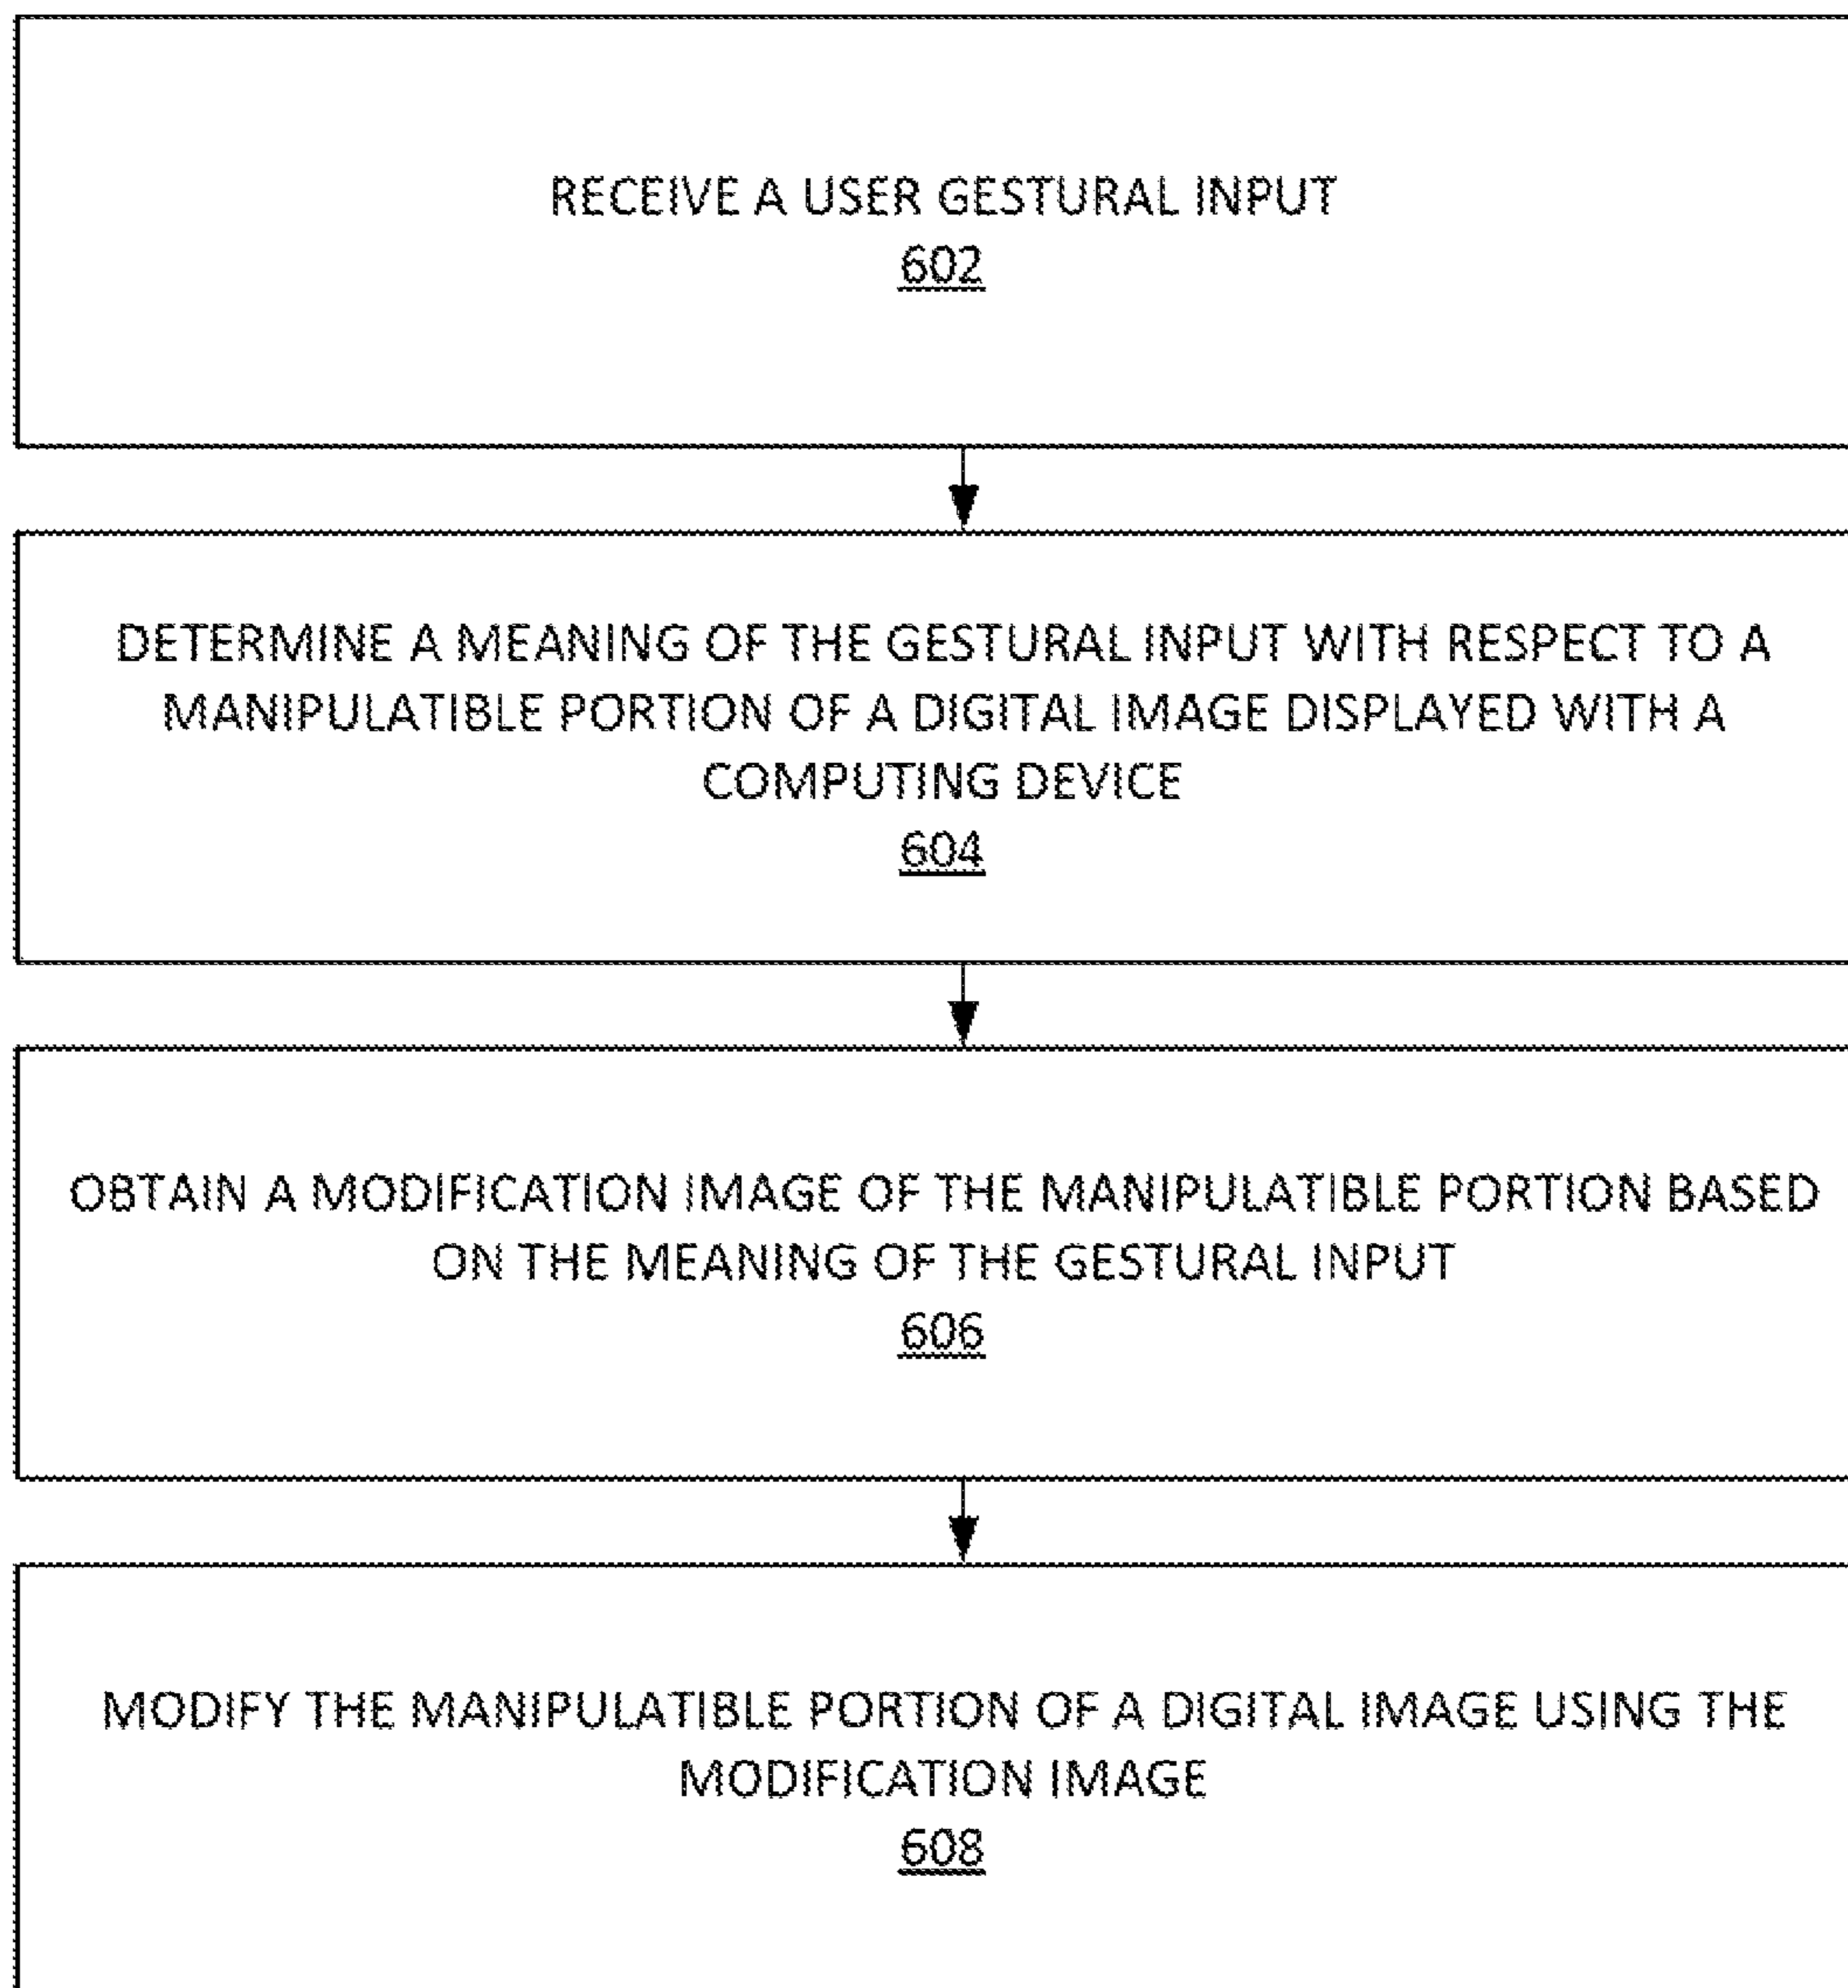 RECEIVE A USER GESTURAL INPUT
602
DETERMINE A MEANING OF THE GESTURAL INPUT WITH RESPECT TO A
MANIPULATIBLE PORTION OF A DIGITAL IMAGE DISPLAYED WITH A
COMPUTING DEVICE
604
OBTAIN A MODIFICATION IMAGE OF THE MANIPULATIBLE PORTION BASED
ON THE MEANING OF THE GESTURAL INPUT
606
MODIFY THE MANIPULATIBLE PORTION OF A DIGITAL IMAGE USING THE
MODIFICATION IMAGE
608